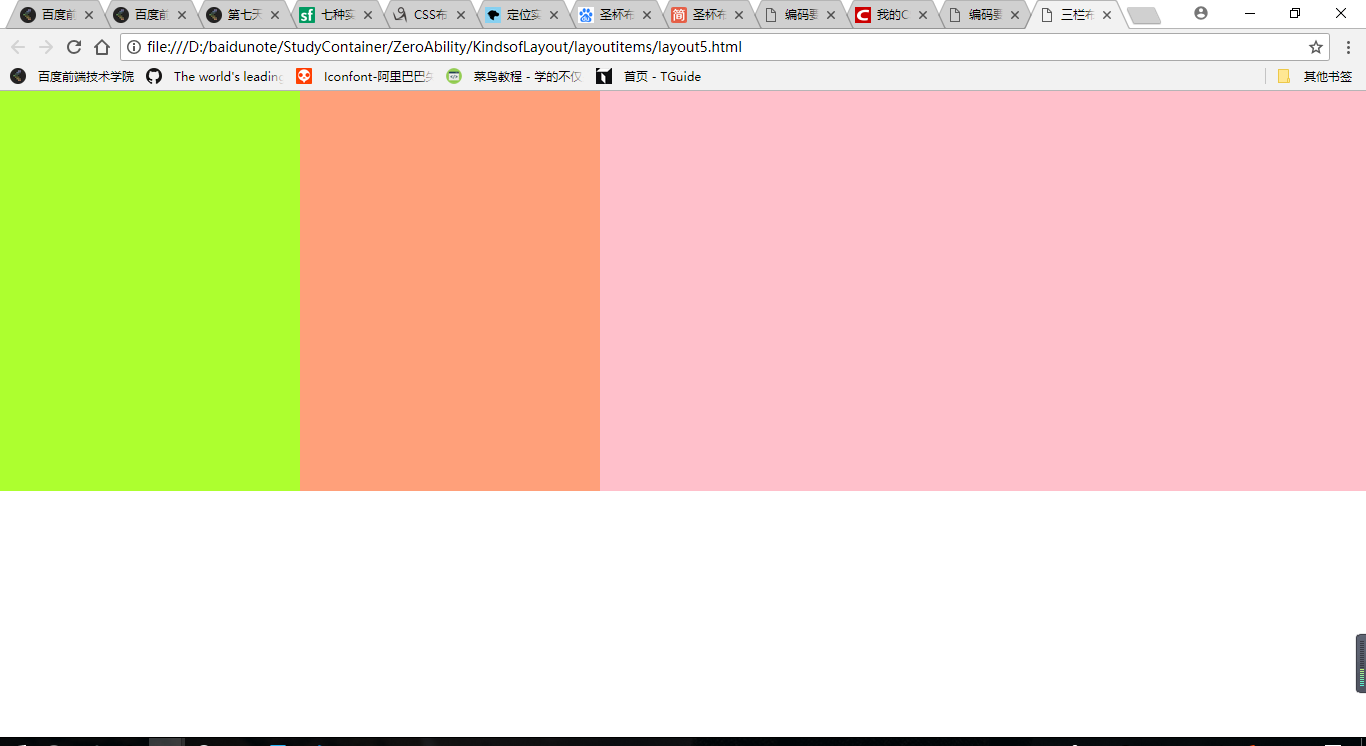 百度前 百度前 第七天 七种实 CSS布 定位实 圣杯布 圣杯布 编码要 我的C 编码要 三栏布
file:///D:/baidunote/StudyContainer/ZeroAbility/KindsofLayout/layoutitems/layout5.html
百度前端技术学院 The world's leading Iconfont-阿里巴巴矢 菜鸟教程 - 学的不仅 首页 - TGuide 其他书签